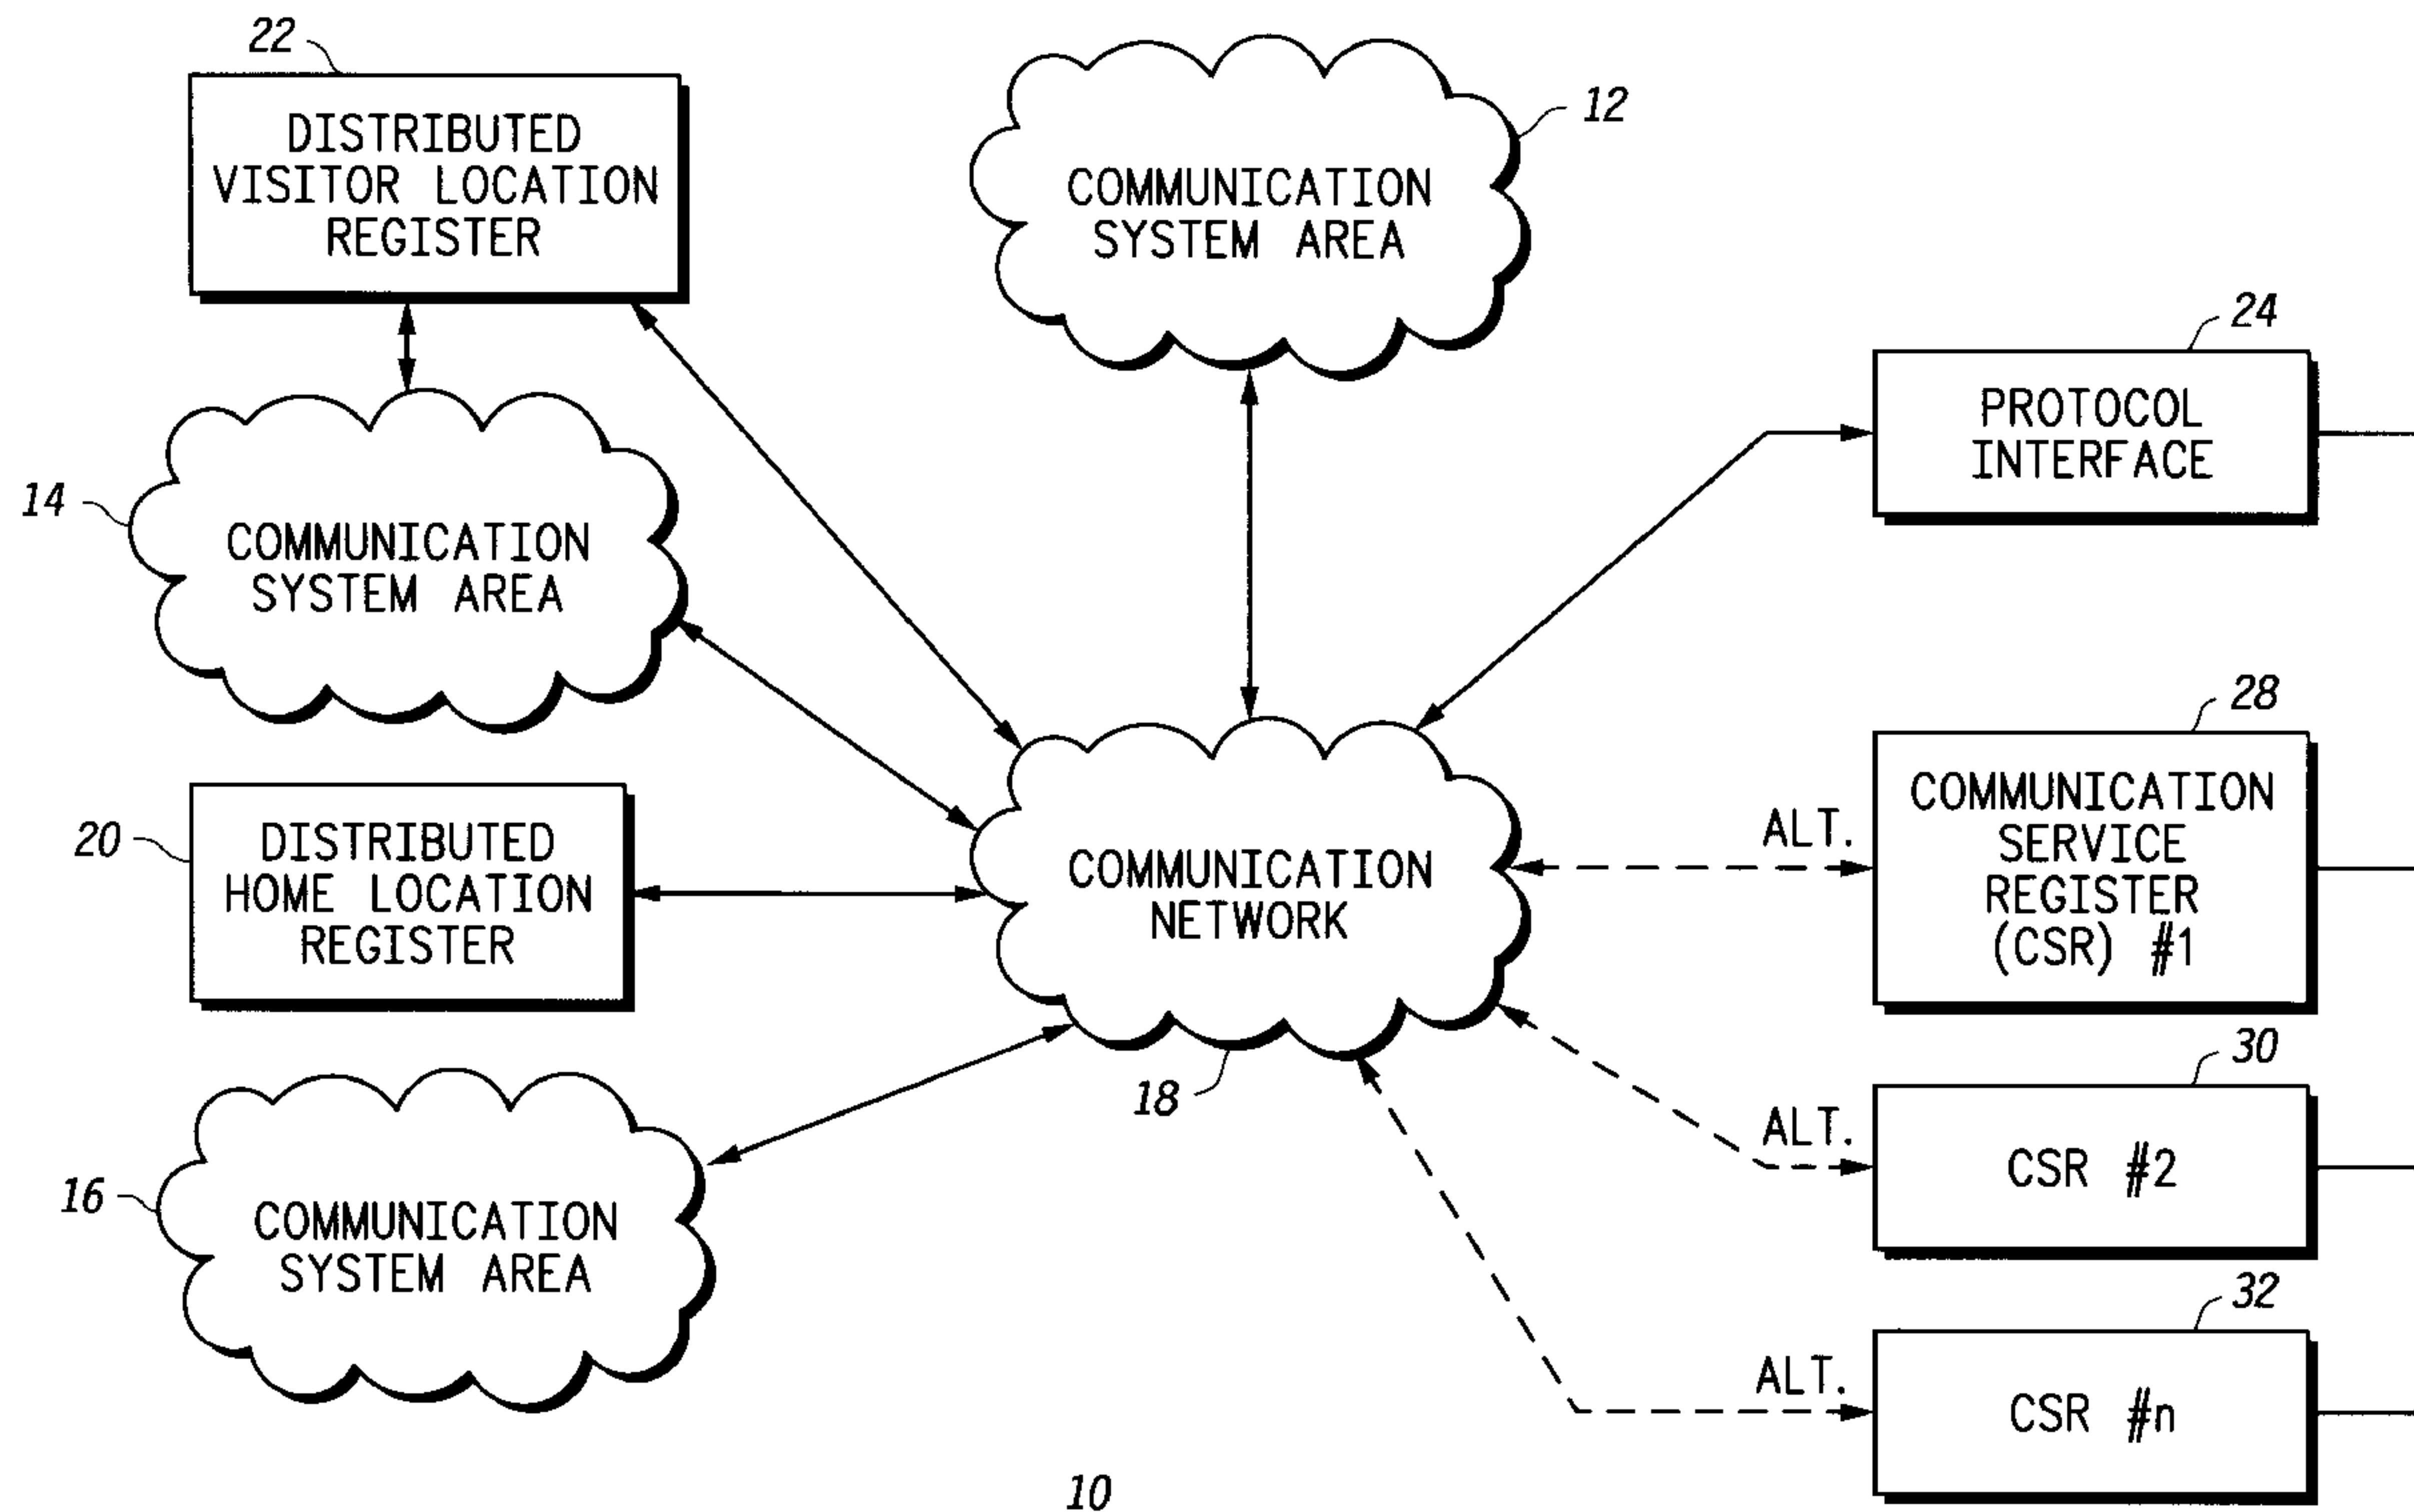 22
DISTRIBUTED
VISITOR LOCATION
REGISTER
12
COMMUNICATION
SYSTEM AREA
24
PROTOCOL
INTERFACE
14
COMMUNICATION
SYSTEM AREA
28
COMMUNICATION
SERVICE
REGISTER
(CSR) #1
ALT.
20
DISTRIBUTED
HOME LOCATION
REGISTER
COMMUNICATION
NETWORK
18
30
ALT.
CSR #2
16
COMMUNICATION
SYSTEM AREA
32
ALT.
CSR #n
10